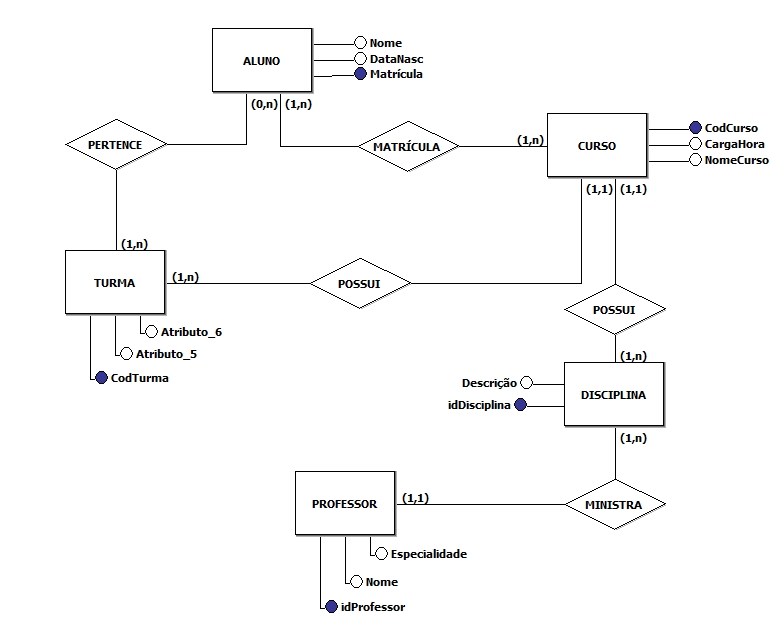 ALUNO
Nome
DataNasc
Matrícula
(0,n)
(1,n)
PERTENCE
MATRÍCULA
(1,n)
CURSO
CodCurso
CargaHora
NomeCurso
(1,1)
(1,1)
(1,n)
TURMA
(1,n)
POSSUI
POSSUI
Atributo_6
Atributo_5
CodTurma
(1,n)
Descrição
idDisciplina
DISCIPLINA
(1,n)
PROFESSOR
(1,1)
MINISTRA
Especialidade
Nome
idProfessor